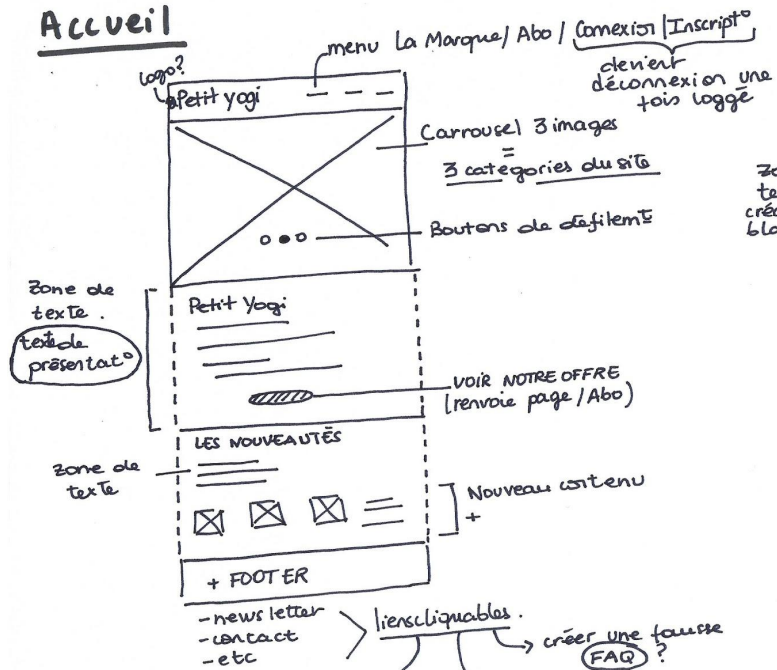 Accueil
menu La Marque / Abo / Connexion | Inscript°
devient
déconnexion une
fois loggé
Logo?
Petit yogi
Carrousel 3 images
=
3 catégories du site
Boutons de défilemt
Zone de
texte.
texte de
présentat°
Petit Yogi
VOIR NOTRE OFFRE
(renvoie page / Abo)
LES NOUVEAUTÉS
Zone de
texte
Nouveau contenu
+
+ FOOTER
- newsletter
- contact
- etc
liens cliquables.
créer une fausse
FAQ ?